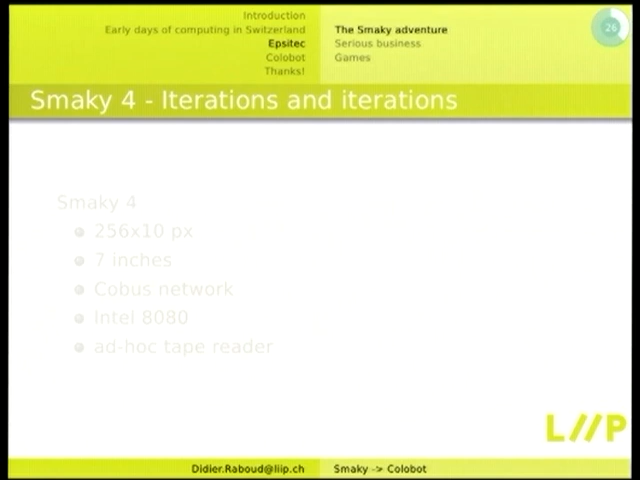 Introduction
Early days of computing in Switzerland
Epsitec
Colobot
Thanks!
The Smaky adventure
Serious business
Games
26
Smaky 4 - Iterations and iterations
Smaky 4
256x10 px
7 inches
Cobus network
Intel 8080
ad-hoc tape reader
LIIP
Didier.Raboud@liip.ch
Smaky -> Colobot